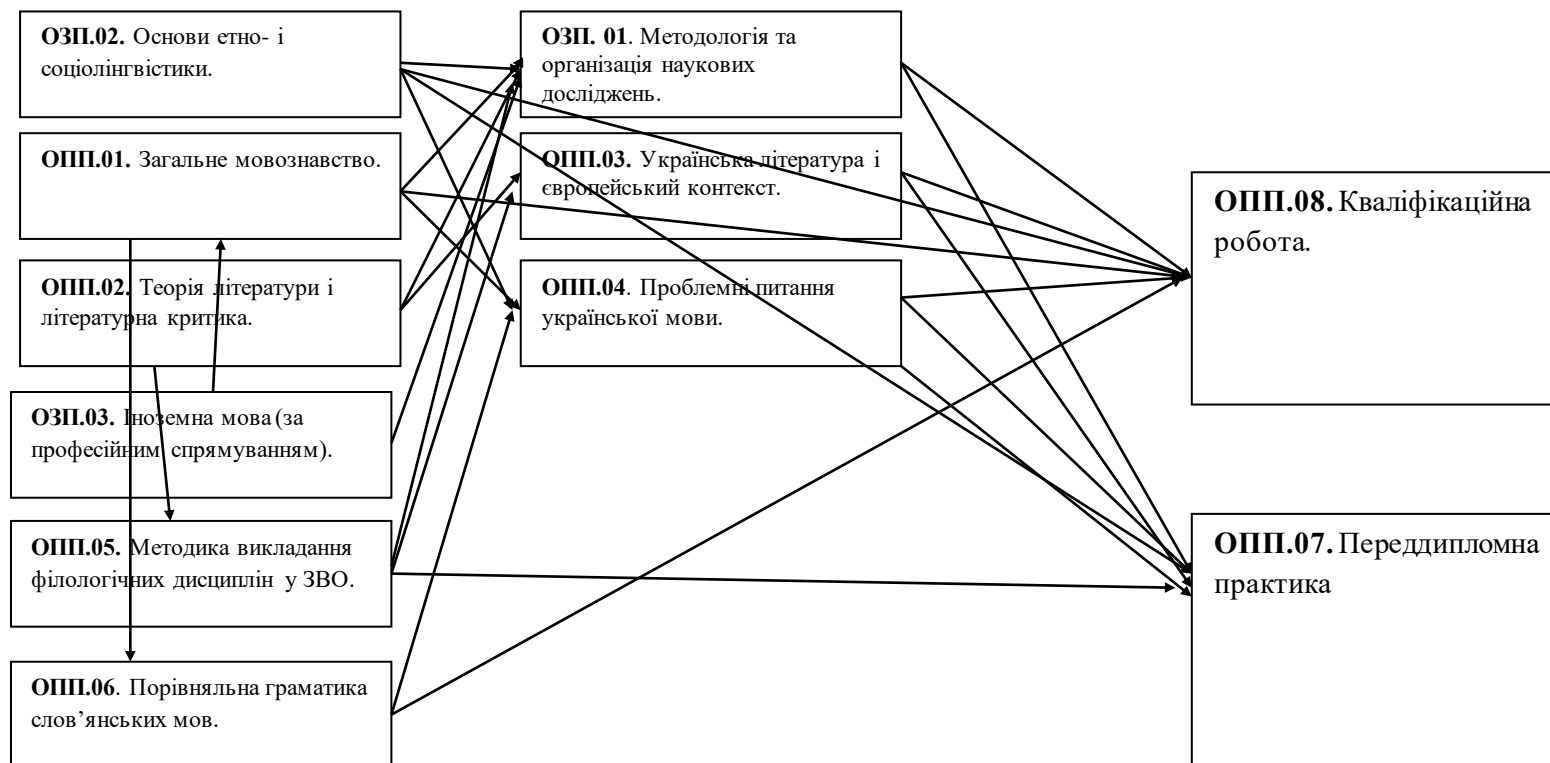 ОЗП.02. Основи етно- і
соціолінгвістики.
ОПП.01. Загальне мовознавство.
ОПП.02. Теорія літератури і
літературна критика.
ОЗП.03. Іноземна мова (за
професійним спрямуванням).
ОПП.05. Методика викладання
філологічних дисциплін у ЗВО.
ОПП.06. Порівняльна граматика
слов’янських мов.
ОЗП. 01. Методологія та
організація наукових
досліджень.
ОПП.03. Українська література і
європейський контекст.
ОПП.04. Проблемні питання
української мови.
ОПП.08. Кваліфікаційна
робота.
ОПП.07. Переддипломна
практика